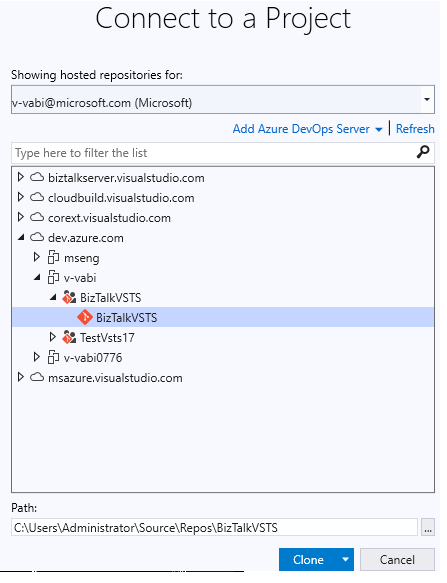 Connect to a Project
Showing hosted repositories for:
v-vabi@microsoft.com (Microsoft)
Add Azure DevOps Server | Refresh
Type here to filter the list
biztalkserver.visualstudio.com
cloudbuild.visualstudio.com
corext.visualstudio.com
dev.azure.com
mseng
v-vabi
BizTalkVSTS
BizTalkVSTS
TestVsts17
v-vabi0776
msazure.visualstudio.com
Path:
C:\Users\Administrator\Source\Repos\BizTalkVSTS
...
Clone Cancel